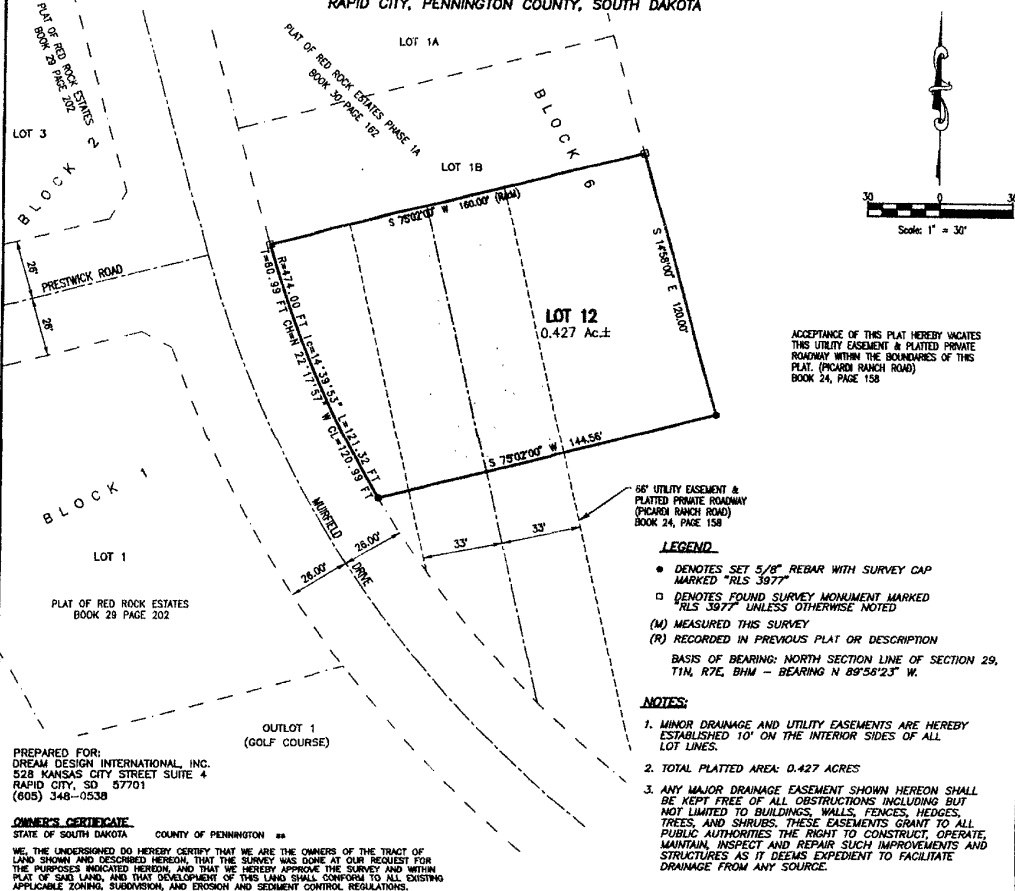 RAPID CITY, PENNINGTON COUNTY, SOUTH DAKOTA
PLAT OF RED ROCK ESTATES
BOOK 29 PAGE 202
LOT 3
BLOCK 2
PLAT OF RED ROCK ESTATES PHASE 1A
BOOK 30/PAGE 162
LOT 1A
BLOCK 6
LOT 1B
30 0 30
Scale: 1" = 30'
S 75°02'00" W 160.00' (R&M)
S 14°58'00" E 120.00'
R=474.00 FT Ic=14°39'53" L=121.32 FT
T=60.99 FT CH=N 22°17'57" W CL=120.99 FT
LOT 12
0.427 Ac.±
S 75°02'00" W 144.56'
26'
PRESTWICK ROAD
26'
ACCEPTANCE OF THIS PLAT HEREBY VACATES
THIS UTILITY EASEMENT & PLATTED PRIVATE
ROADWAY WITHIN THE BOUNDARIES OF THIS
PLAT. (PICARDI RANCH ROAD)
BOOK 24, PAGE 158
BLOCK 1
LOT 1
PLAT OF RED ROCK ESTATES
BOOK 29 PAGE 202
MUIRFIELD
DRIVE
26.00'
26.00'
33'
33'
66' UTILITY EASEMENT &
PLATTED PRIVATE ROADWAY
(PICARDI RANCH ROAD)
BOOK 24, PAGE 158
LEGEND
● DENOTES SET 5/8" REBAR WITH SURVEY CAP
MARKED "RLS 3977"
□ DENOTES FOUND SURVEY MONUMENT MARKED
"RLS 3977" UNLESS OTHERWISE NOTED
(M) MEASURED THIS SURVEY
(R) RECORDED IN PREVIOUS PLAT OR DESCRIPTION
BASIS OF BEARING: NORTH SECTION LINE OF SECTION 29,
T1N, R7E, BHM – BEARING N 89°56'23" W.
NOTES:
1. MINOR DRAINAGE AND UTILITY EASEMENTS ARE HEREBY
ESTABLISHED 10' ON THE INTERIOR SIDES OF ALL
LOT LINES.
2. TOTAL PLATTED AREA: 0.427 ACRES
3. ANY MAJOR DRAINAGE EASEMENT SHOWN HEREON SHALL
BE KEPT FREE OF ALL OBSTRUCTIONS INCLUDING BUT
NOT LIMITED TO BUILDINGS, WALLS, FENCES, HEDGES,
TREES, AND SHRUBS. THESE EASEMENTS GRANT TO ALL
PUBLIC AUTHORITIES THE RIGHT TO CONSTRUCT, OPERATE,
MAINTAIN, INSPECT AND REPAIR SUCH IMPROVEMENTS AND
STRUCTURES AS IT DEEMS EXPEDIENT TO FACILITATE
DRAINAGE FROM ANY SOURCE.
OUTLOT 1
(GOLF COURSE)
PREPARED FOR:
DREAM DESIGN INTERNATIONAL, INC.
528 KANSAS CITY STREET SUITE 4
RAPID CITY, SD 57701
(605) 348-0538
OWNER'S CERTIFICATE
STATE OF SOUTH DAKOTA COUNTY OF PENNINGTON ss
WE, THE UNDERSIGNED DO HEREBY CERTIFY THAT WE ARE THE OWNERS OF THE TRACT OF
LAND SHOWN AND DESCRIBED HEREON, THAT THE SURVEY WAS DONE AT OUR REQUEST FOR
THE PURPOSES INDICATED HEREON, AND THAT WE HEREBY APPROVE THE SURVEY AND WITHIN
PLAT OF SAID LAND, AND THAT DEVELOPMENT OF THIS LAND SHALL CONFORM TO ALL EXISTING
APPLICABLE ZONING, SUBDIVISION, AND EROSION AND SEDIMENT CONTROL REGULATIONS.